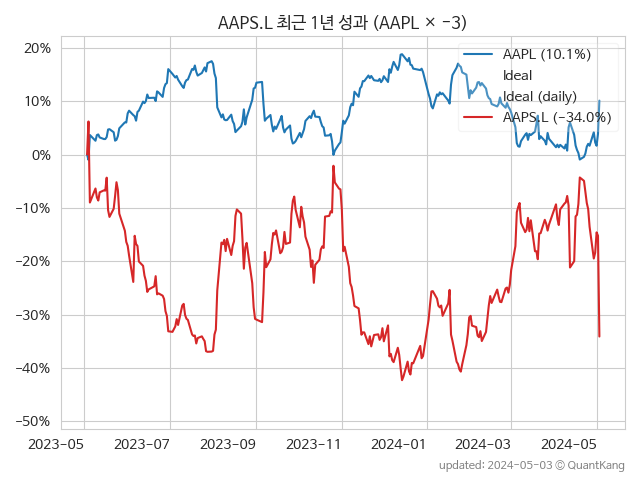 AAPS.L 최근 1년 성과 (AAPL × −3)
AAPL (10.1%)
Ideal
Ideal (daily)
AAPS.L (−34.0%)
20%
10%
0%
−10%
−20%
−30%
−40%
−50%
2023-05
2023-07
2023-09
2023-11
2024-01
2024-03
2024-05
updated: 2024-05-03 © QuantKang